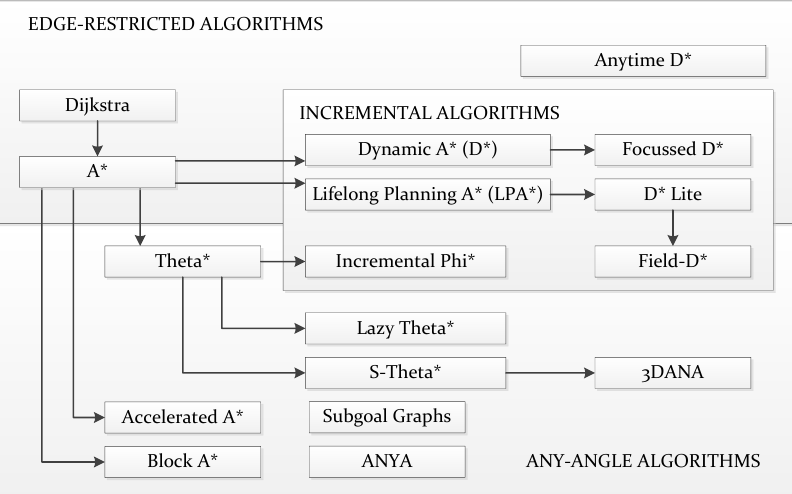 EDGE-RESTRICTED ALGORITHMS
Anytime D*
Dijkstra
INCREMENTAL ALGORITHMS
Dynamic A* (D*)
Focussed D*
A*
Lifelong Planning A* (LPA*)
D* Lite
Theta*
Incremental Phi*
Field-D*
Lazy Theta*
S-Theta*
3DANA
Accelerated A*
Subgoal Graphs
Block A*
ANYA
ANY-ANGLE ALGORITHMS